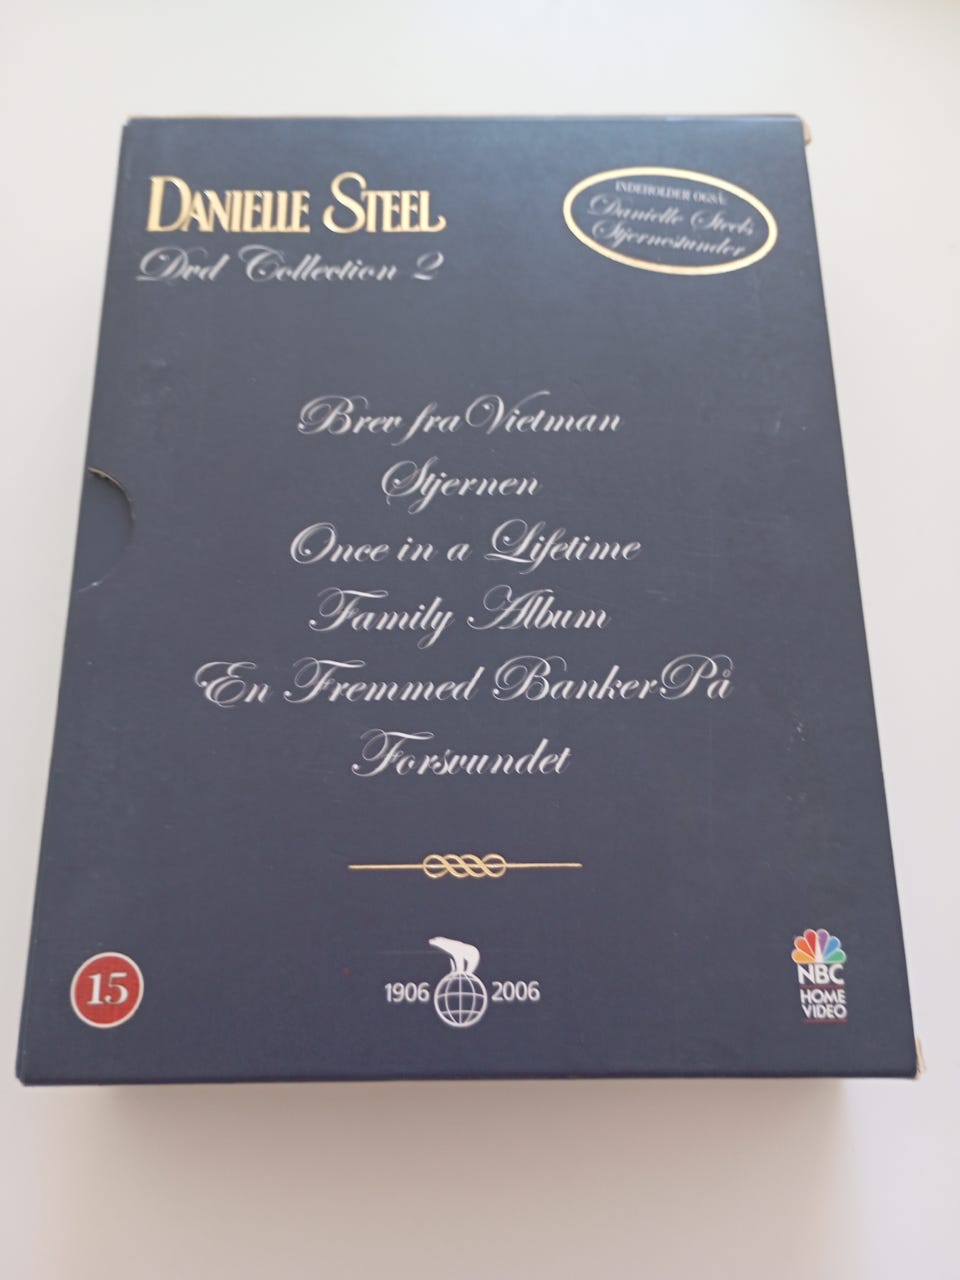 DANIELLE STEEL
Dvd Collection 2
INDEHOLDER OGSÅ:
Danielle Steels
Stjernestunder
Brev fra Vietman
Stjernen
Once in a Lifetime
Family Album
En Fremmed Banker På
Forsvundet
15
1906 2006
NBC
HOME
VIDEO